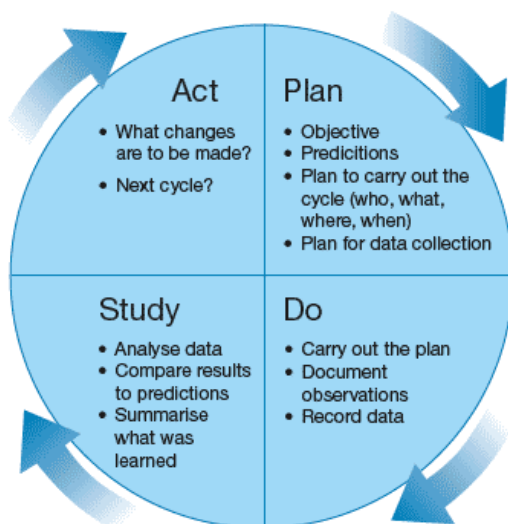 Act
• What changes
are to be made?
• Next cycle?
Plan
• Objective
• Predicitions
• Plan to carry out the
cycle (who, what,
where, when)
• Plan for data collection
Study
• Analyse data
• Compare results
to predictions
• Summarise
what was
learned
Do
• Carry out the plan
• Document
observations
• Record data